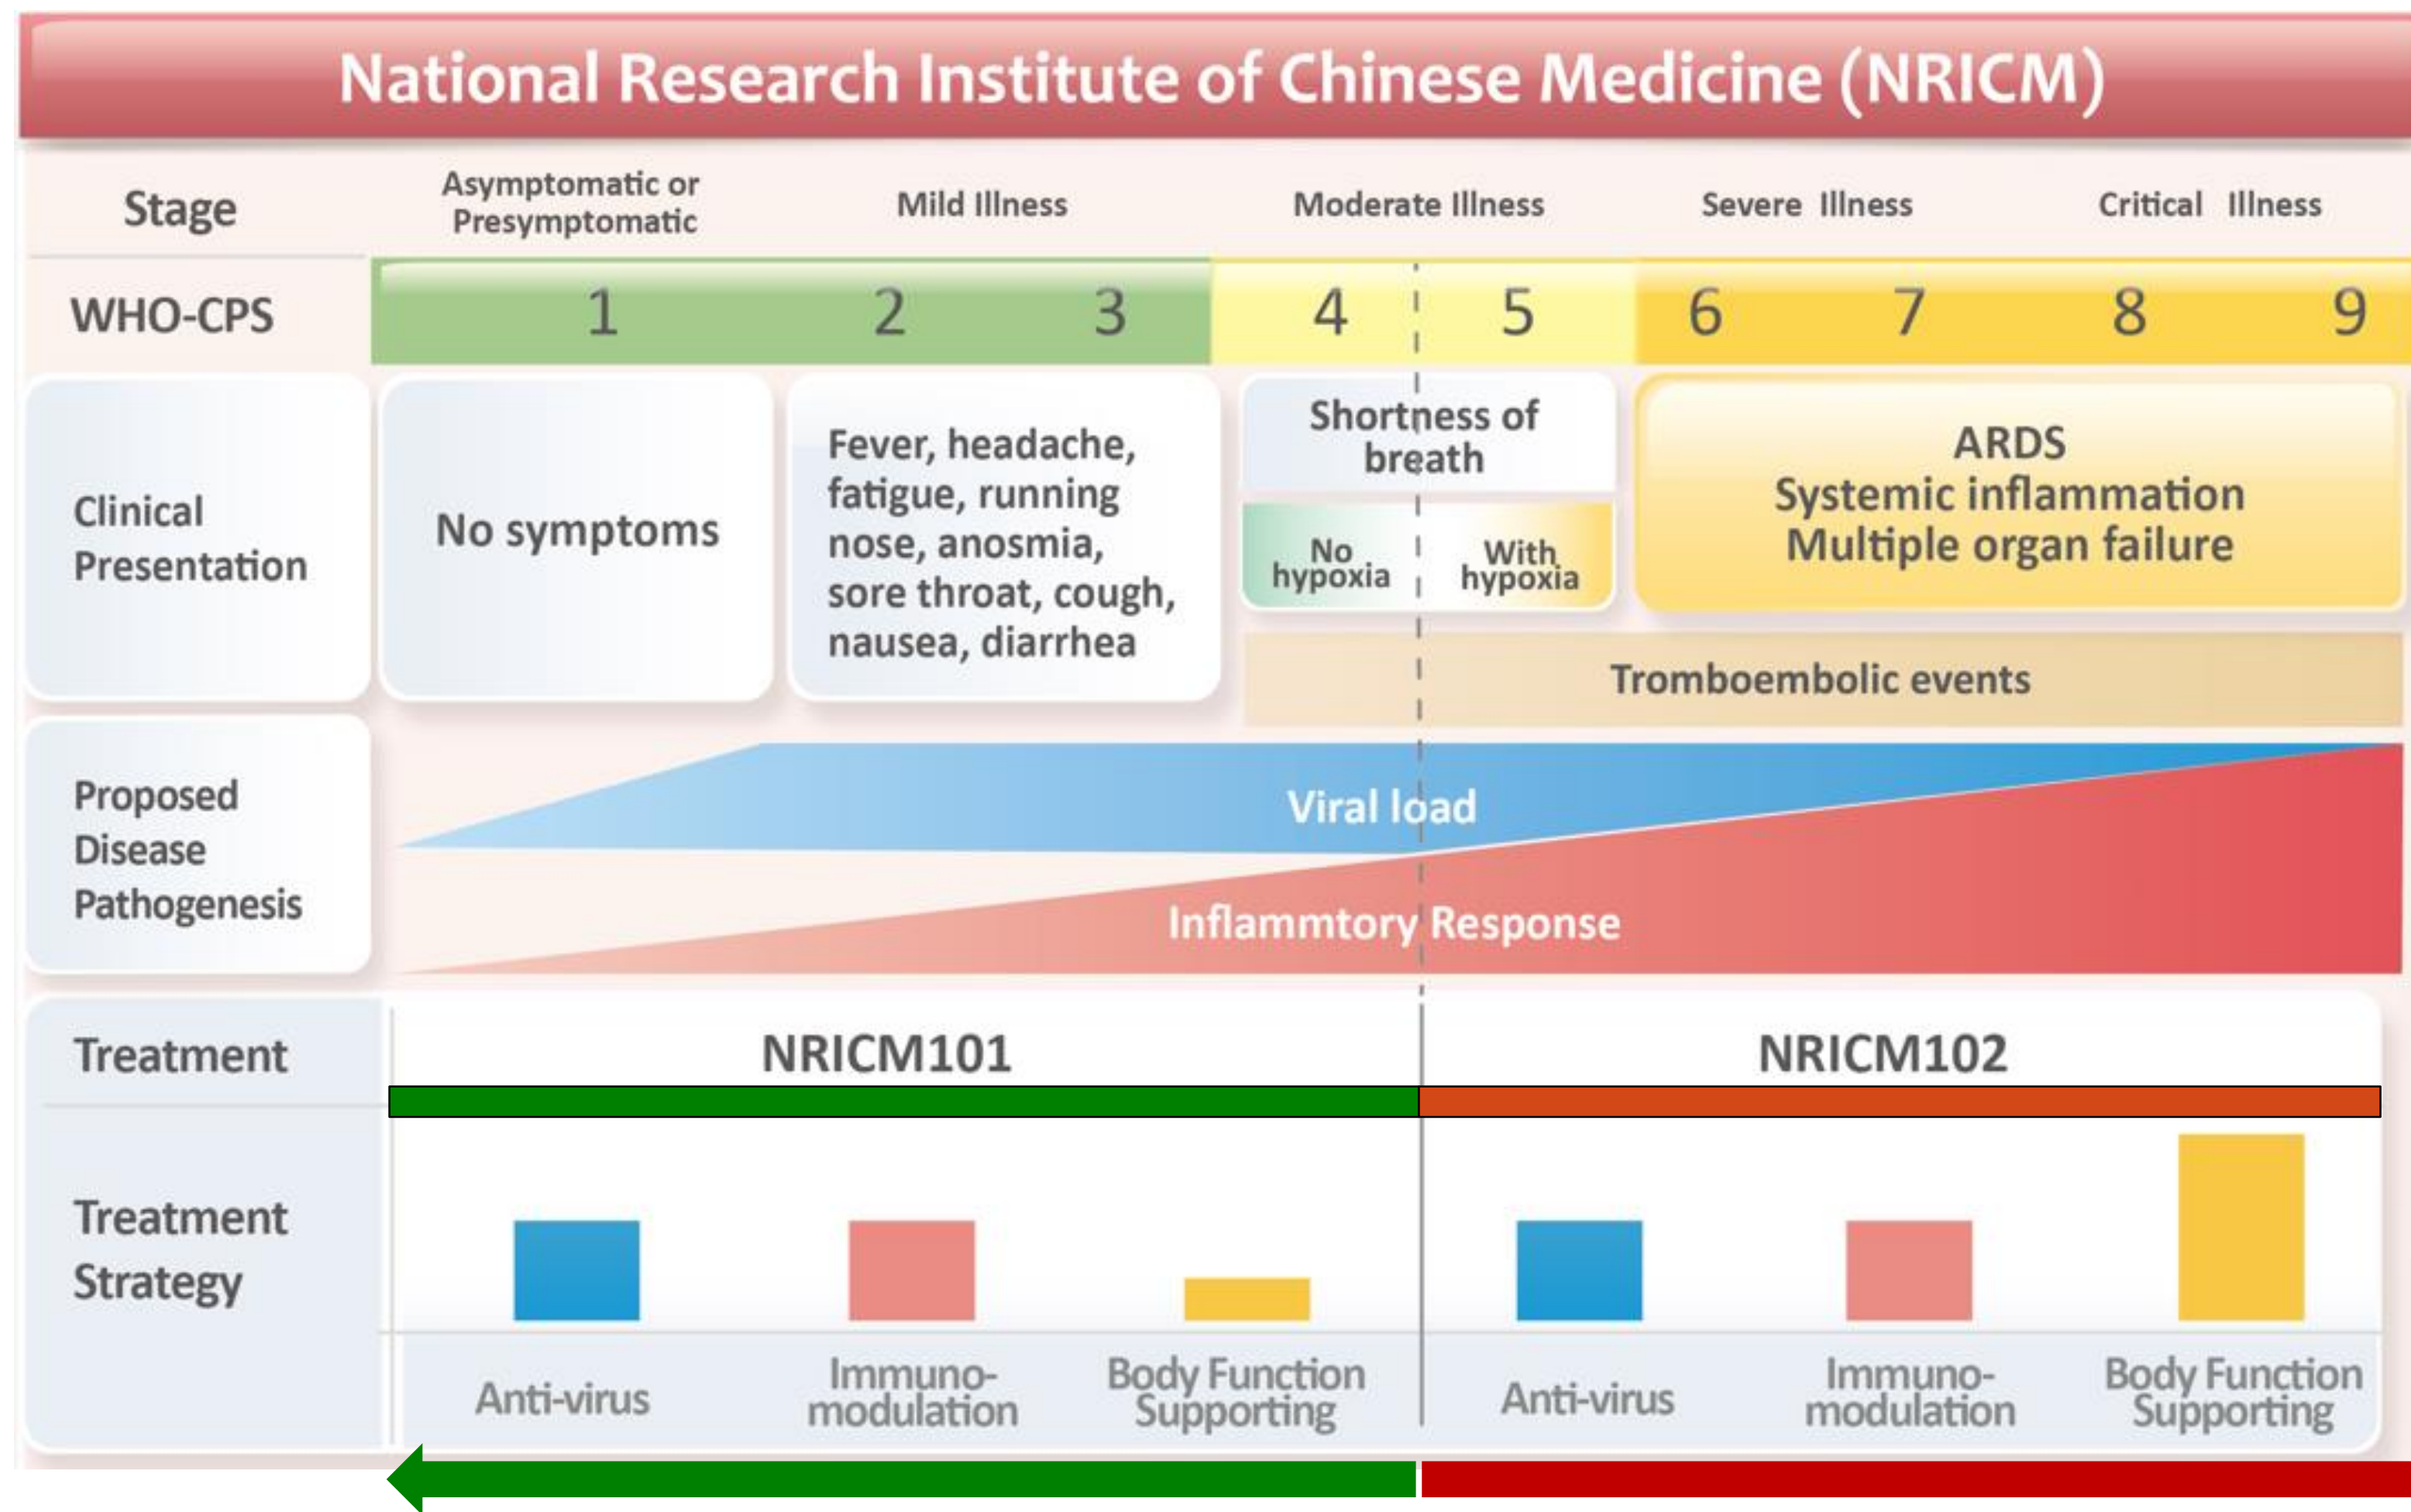 National Research Institute of Chinese Medicine (NRICM)
Stage
Asymptomatic or
Presymptomatic
Mild Illness
Moderate Illness
Severe Illness
Critical Illness
WHO-CPS
1
2
3
4
5
6
7
8
9
Clinical
Presentation
No symptoms
Fever, headache,
fatigue, running
nose, anosmia,
sore throat, cough,
nausea, diarrhea
Shortness of
breath
No
hypoxia
With
hypoxia
ARDS
Systemic inflammation
Multiple organ failure
Tromboembolic events
Proposed
Disease
Pathogenesis
Viral load
Inflammtory Response
Treatment
NRICM101
NRICM102
Treatment
Strategy
Anti-virus
Immuno-
modulation
Body Function
Supporting
Anti-virus
Immuno-
modulation
Body Function
Supporting